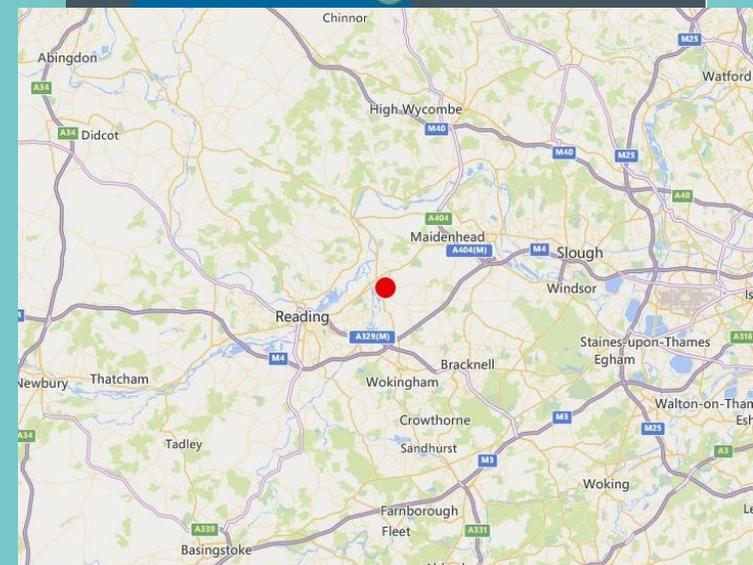 Chinnor
M25
Abingdon
Watford
A34
High Wycombe
M40
A34 Didcot
M40
M25
A40
A404
Maidenhead
A404(M)
M4
Slough
Windsor
Reading
A329(M)
Staines-upon-Thames
A316
M4
Egham
Bracknell
Newbury
Thatcham
Wokingham
Walton-on-Tham
Crowthorne
M3
Esh
A34
M25
Tadley
Sandhurst
A3
M3
Woking
Farnborough
A339
Fleet
A331
Basingstoke